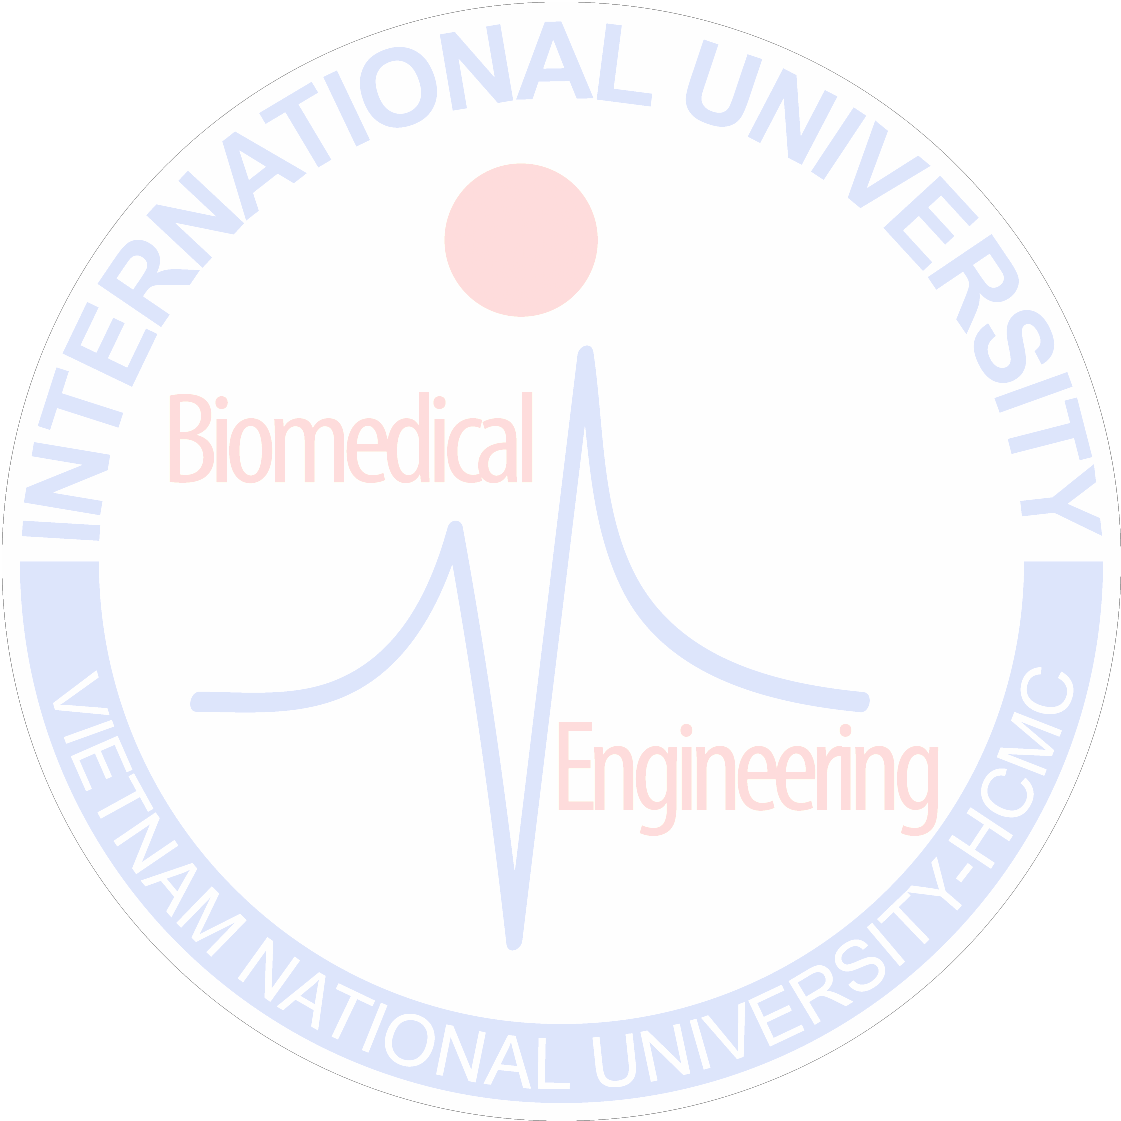 INTERNATIONAL UNIVERSITY
Biomedical
Engineering
VIETNAM NATIONAL UNIVERSITY-HCMC